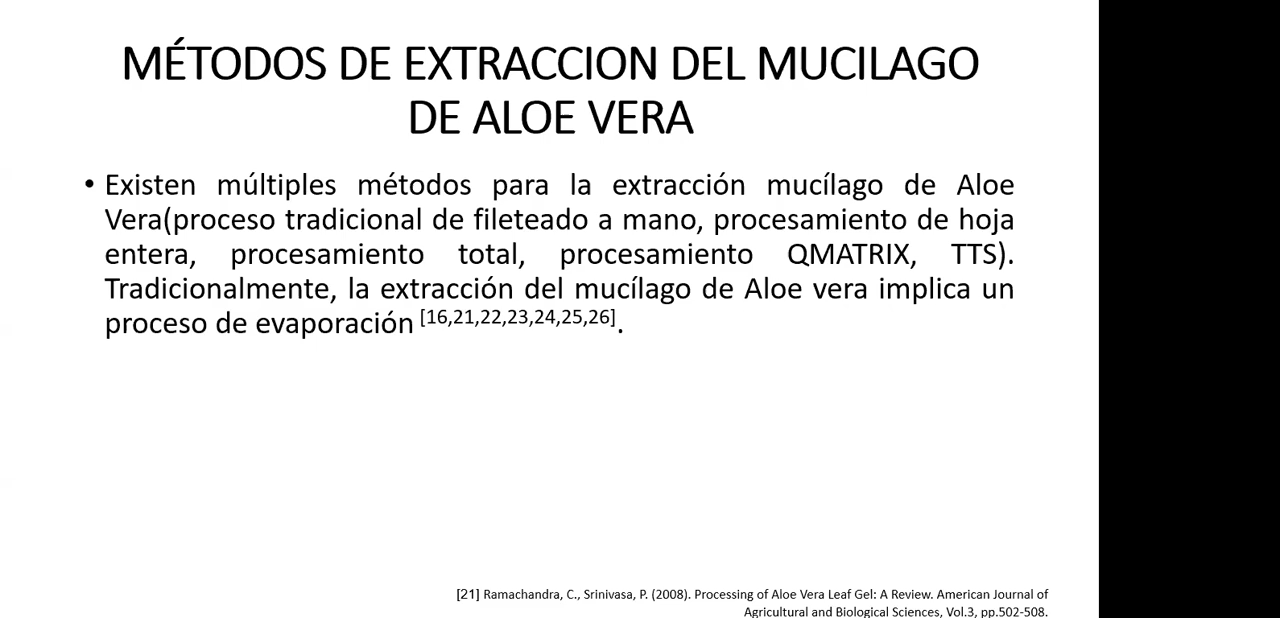 MÉTODOS DE EXTRACCION DEL MUCILAGO
DE ALOE VERA
• Existen múltiples métodos para la extracción mucílago de Aloe
Vera(proceso tradicional de fileteado a mano, procesamiento de hoja
entera, procesamiento total, procesamiento QMATRIX, TTS).
Tradicionalmente, la extracción del mucílago de Aloe vera implica un
proceso de evaporación [16,21,22,23,24,25,26].
[21] Ramachandra, C., Srinivasa, P. (2008). Processing of Aloe Vera Leaf Gel: A Review. American Journal of
Agricultural and Biological Sciences, Vol.3, pp.502-508.